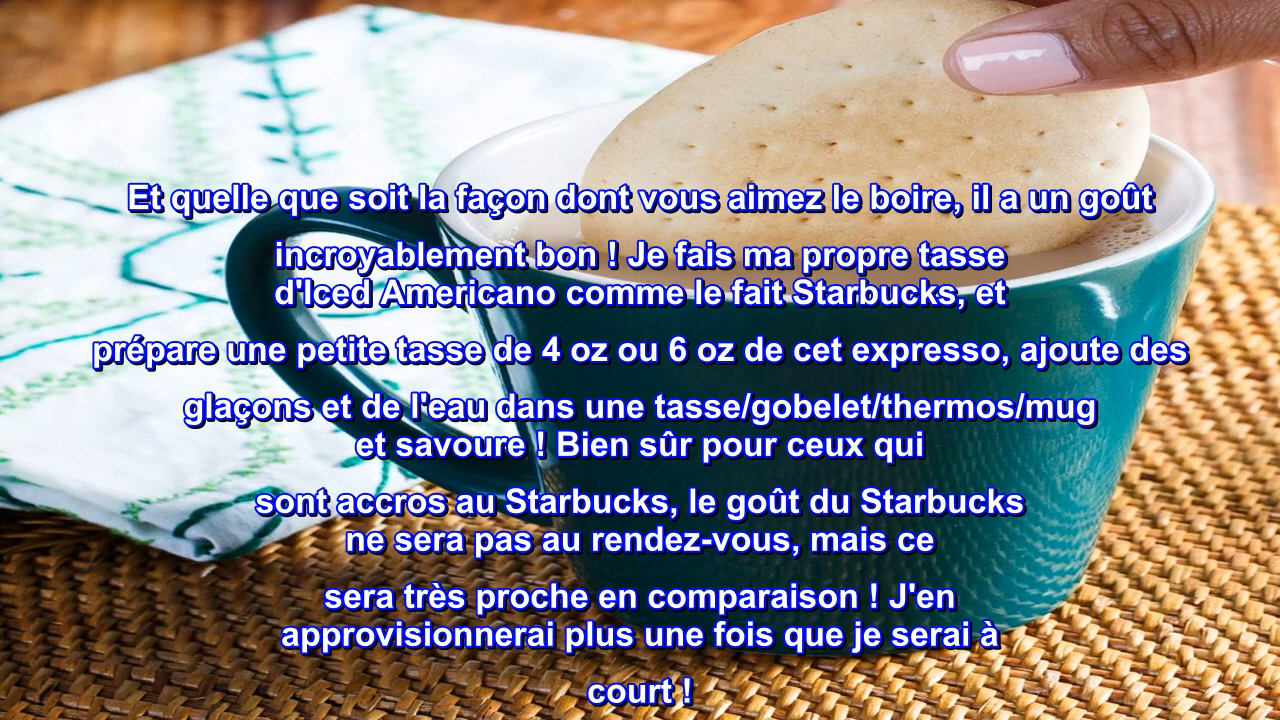 Et quelle que soit la façon dont vous aimez le boire, il a un goût
incroyablement bon ! Je fais ma propre tasse
d'Iced Americano comme le fait Starbucks, et
prépare une petite tasse de 4 oz ou 6 oz de cet expresso, ajoute des
glaçons et de l'eau dans une tasse/gobelet/thermos/mug
et savoure ! Bien sûr pour ceux qui
sont accros au Starbucks, le goût du Starbucks
ne sera pas au rendez-vous, mais ce
sera très proche en comparaison ! J'en
approvisionnerai plus une fois que je serai à
court !